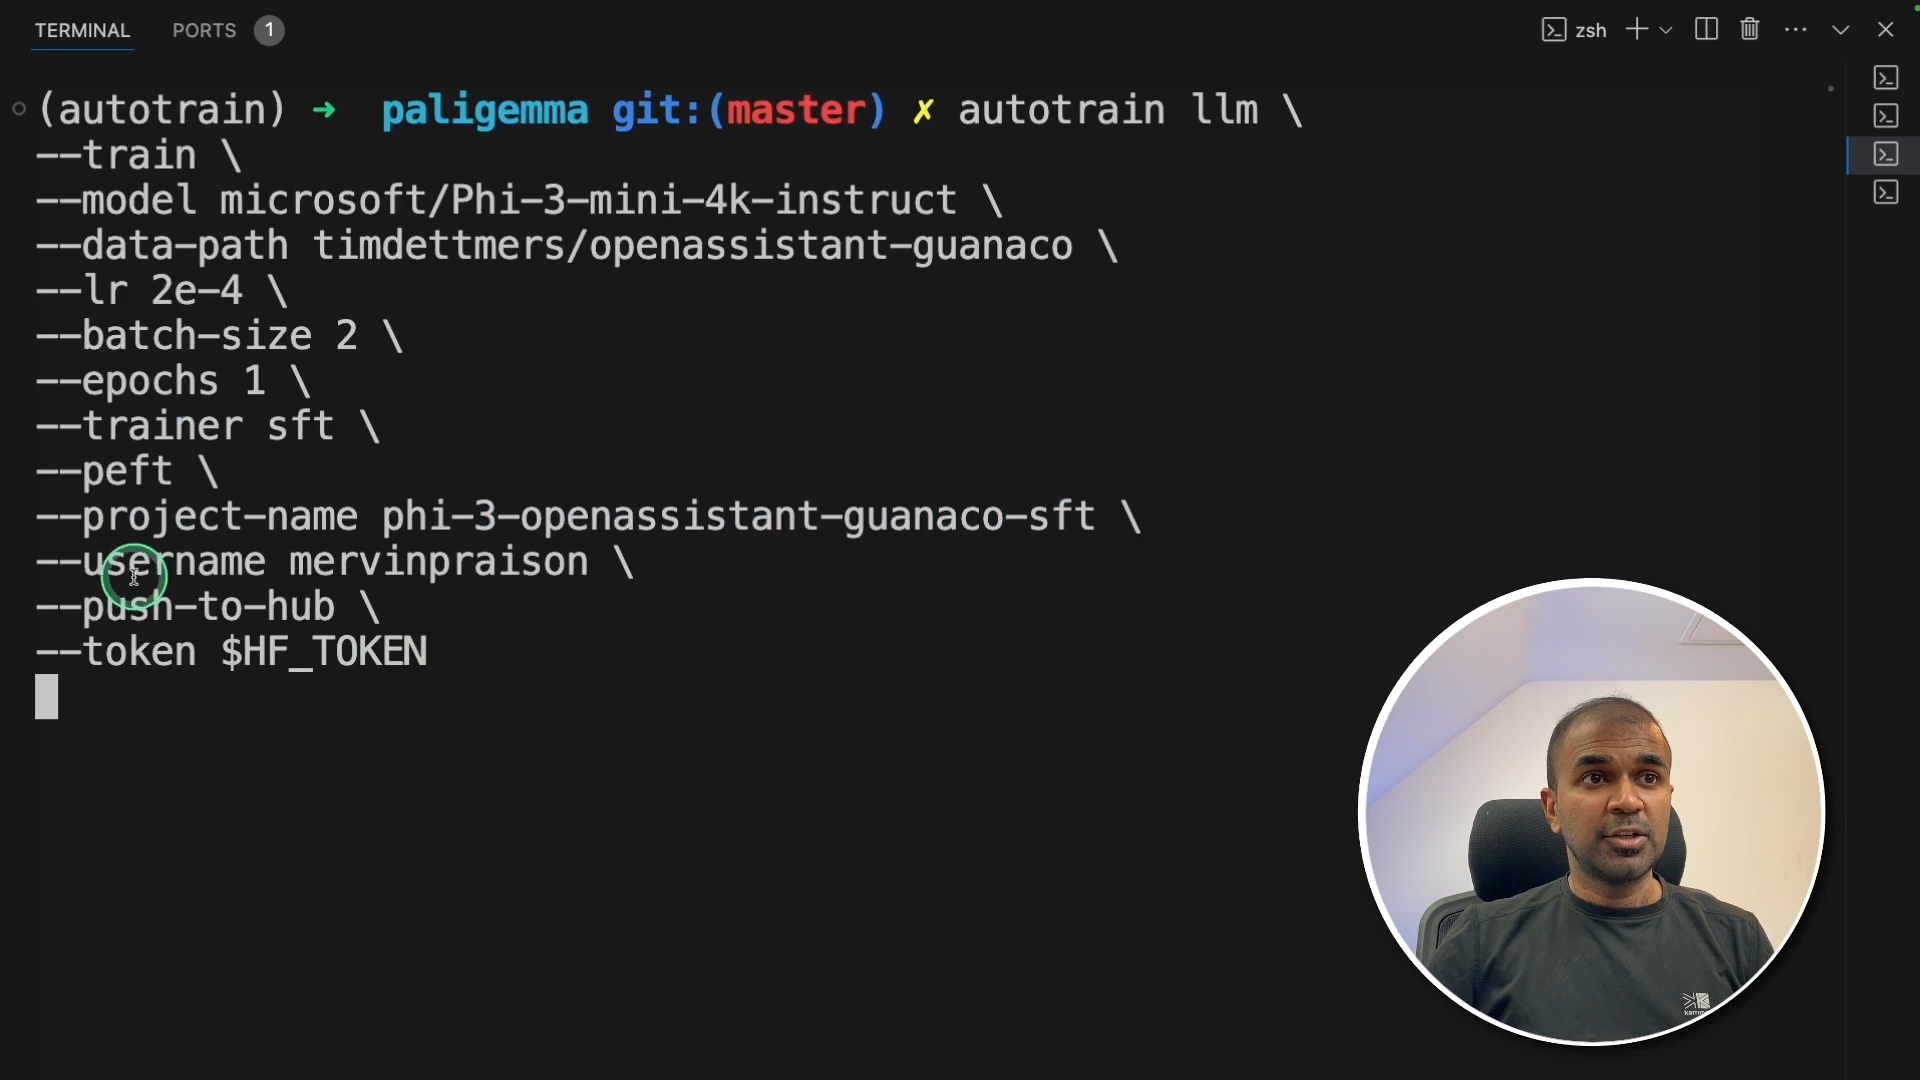 TERMINAL PORTS 1 zsh
(autotrain) ➜ paligemma git:(master) ✗ autotrain llm \
--train \
--model microsoft/Phi-3-mini-4k-instruct \
--data-path timdettmers/openassistant-guanaco \
--lr 2e-4 \
--batch-size 2 \
--epochs 1 \
--trainer sft \
--peft \
--project-name phi-3-openassistant-guanaco-sft \
--username mervinpraison \
--push-to-hub \
--token $HF_TOKEN